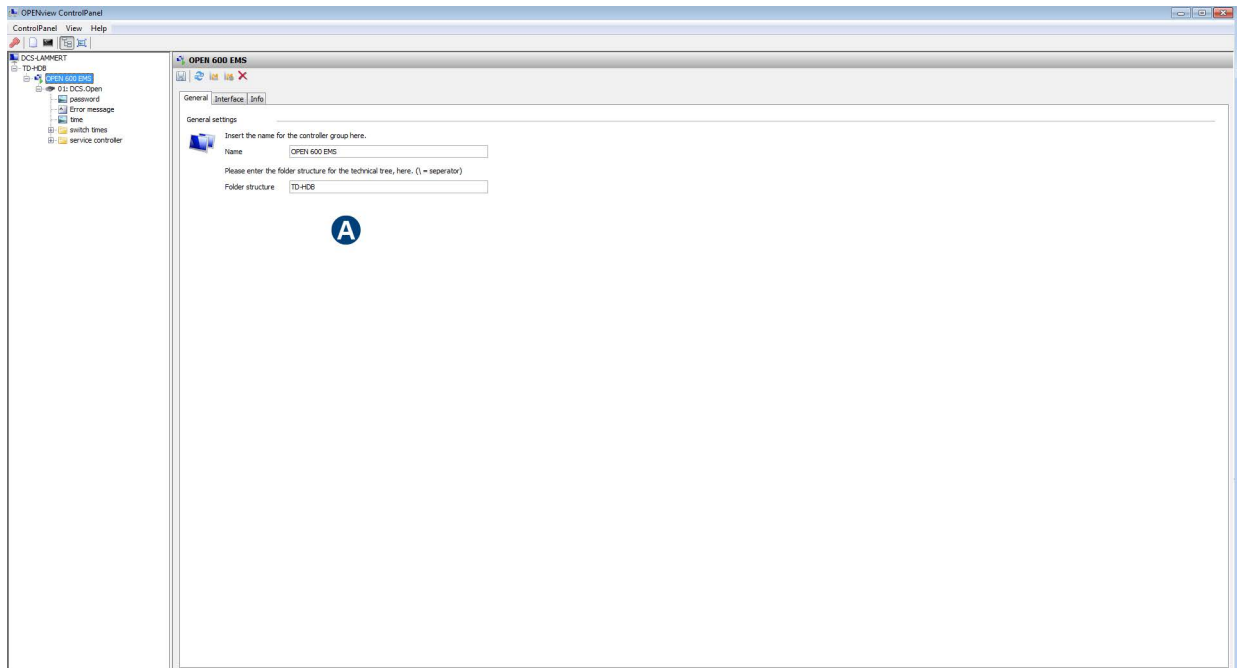 OPENview ControlPanel
ControlPanel View Help
DCS-LAMMERT
TD-HDB
OPEN 600 EMS
01: DCS.Open
password
Error message
time
switch times
service controller
OPEN 600 EMS
General Interface Info
General settings
Insert the name for the controller group here.
Name OPEN 600 EMS
Please enter the folder structure for the technical tree, here. (\ = seperator)
Folder structure TD-HDB
A